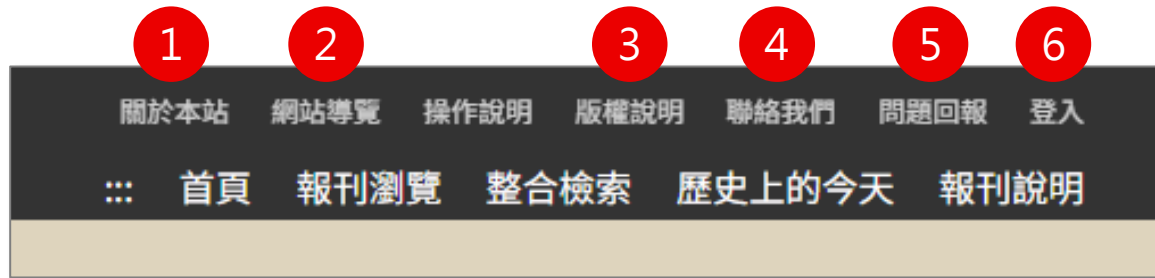 1 2 3 4 5 6
關於本站 網站導覽 操作說明 版權說明 聯絡我們 問題回報 登入
::: 首頁 報刊瀏覽 整合檢索 歷史上的今天 報刊說明